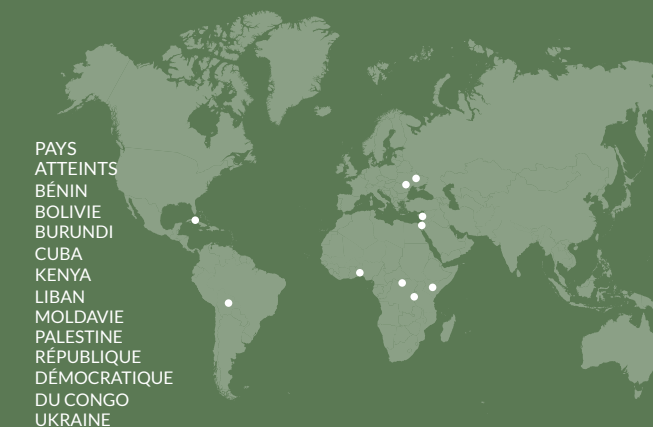 PAYS
ATTEINTS
BÉNIN
BOLIVIE
BURUNDI
CUBA
KENYA
LIBAN
MOLDAVIE
PALESTINE
RÉPUBLIQUE
DÉMOCRATIQUE
DU CONGO
UKRAINE